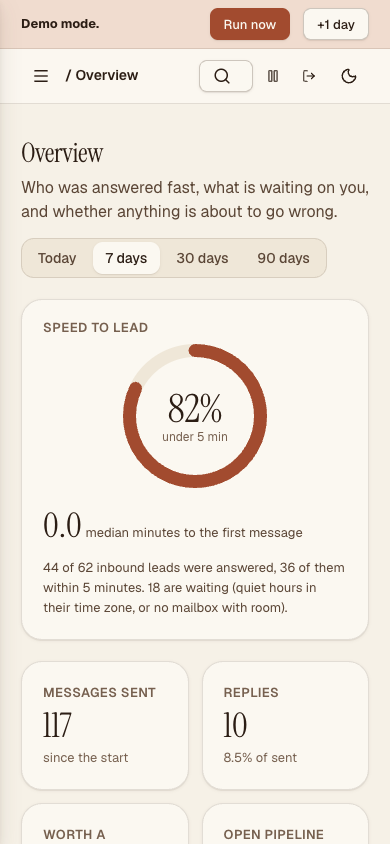 Demo mode.
Run now
+1 day
/ Overview
Overview
Who was answered fast, what is waiting on you,
and whether anything is about to go wrong.
Today
7 days
30 days
90 days
SPEED TO LEAD
82%
under 5 min
0.0 median minutes to the first message
44 of 62 inbound leads were answered, 36 of them
within 5 minutes. 18 are waiting (quiet hours in
their time zone, or no mailbox with room).
MESSAGES SENT
117
since the start
REPLIES
10
8.5% of sent
WORTH A
OPEN PIPELINE